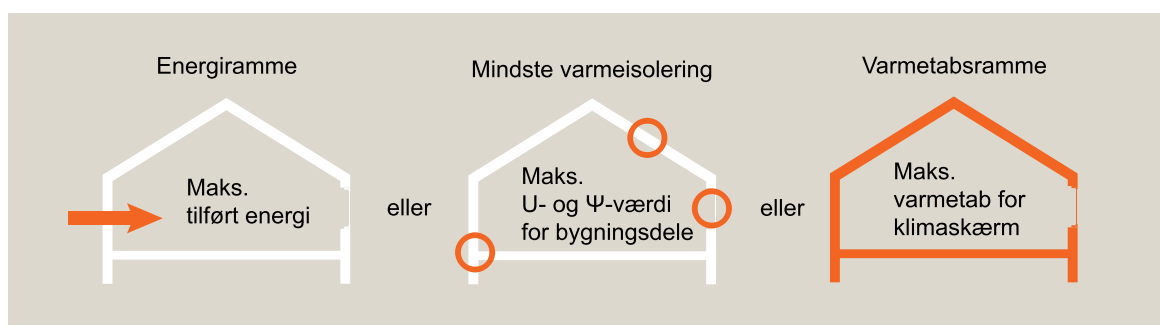 Energiramme
Maks.
tilført energi
eller
Mindste varmeisolering
Maks.
U- og Ψ-værdi
for bygningsdele
eller
Varmetabsramme
Maks.
varmetab for
klimaskærm